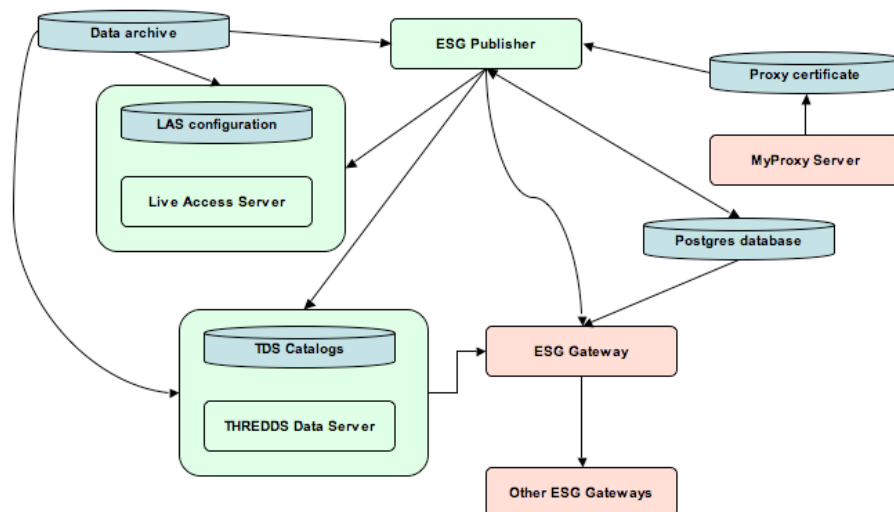 Data archive
ESG Publisher
Proxy certificate
LAS configuration
MyProxy Server
Live Access Server
Postgres database
TDS Catalogs
ESG Gateway
THREDDS Data Server
Other ESG Gateways